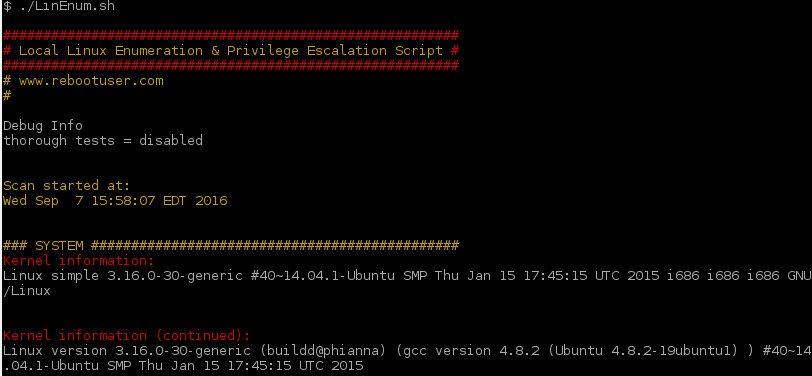 $ ./LinEnum.sh
#########################################################
# Local Linux Enumeration & Privilege Escalation Script #
#########################################################
# www.rebootuser.com
#
Debug Info
thorough tests = disabled
Scan started at:
Wed Sep  7 15:58:07 EDT 2016
### SYSTEM ##############################################
Kernel information:
Linux simple 3.16.0-30-generic #40~14.04.1-Ubuntu SMP Thu Jan 15 17:45:15 UTC 2015 i686 i686 i686 GNU
/Linux
Kernel information (continued):
Linux version 3.16.0-30-generic (buildd@phianna) (gcc version 4.8.2 (Ubuntu 4.8.2-19ubuntu1) ) #40~14
.04.1-Ubuntu SMP Thu Jan 15 17:45:15 UTC 2015